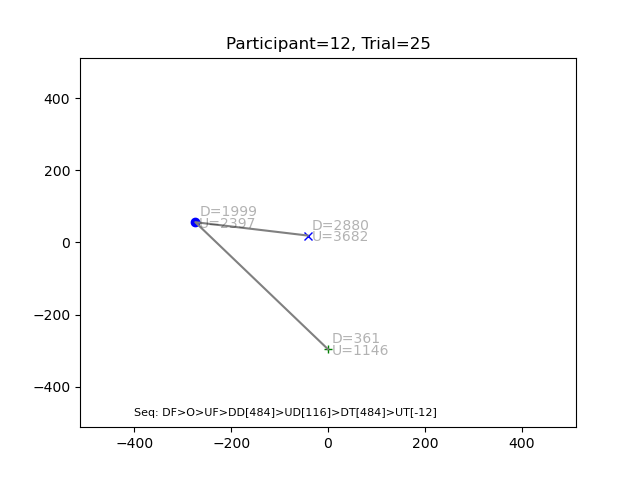 Participant=12, Trial=25
400
200
0
−200
−400
D=1999
U=2397
D=2880
U=3682
D=361
U=1146
Seq: DF>O>UF>DD[484]>UD[116]>DT[484]>UT[-12]
−400
−200
0
200
400